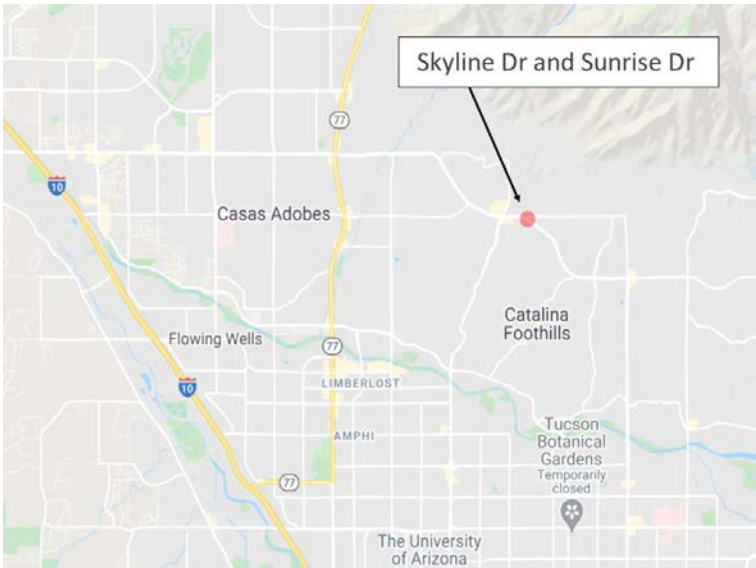 Skyline Dr and Sunrise Dr
77
10
Casas Adobes
Catalina
Foothills
Flowing Wells
77
10
LIMBERLOST
Tucson
Botanical
Gardens
Temporarily
closed
AMPHI
77
The University
of Arizona